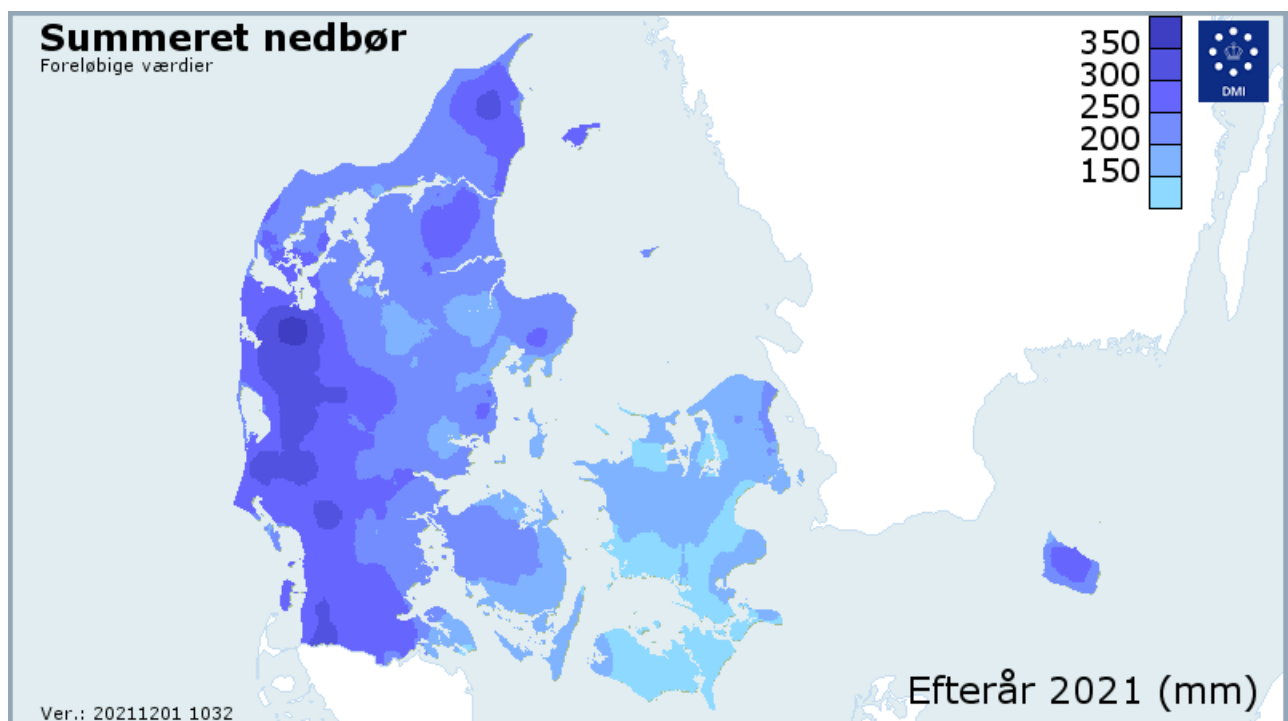 Summeret nedbør
Foreløbige værdier
350
300
250
200
150
DMI
Efterår 2021 (mm)
Ver.: 20211201 1032